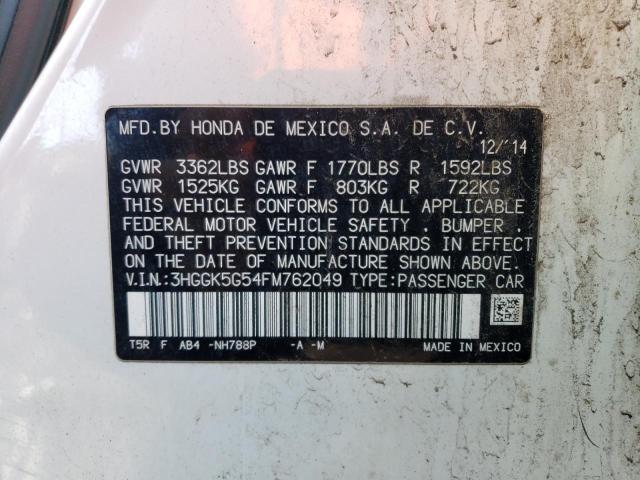 MFD.BY HONDA DE MEXICO S.A. DE C.V.
12/'14
GVWR 3362LBS GAWR F 1770LBS R 1592LBS
GVWR 1525KG GAWR F 803KG R 722KG
THIS VEHICLE CONFORMS TO ALL APPLICABLE
FEDERAL MOTOR VEHICLE SAFETY . BUMPER .
AND THEFT PREVENTION STANDARDS IN EFFECT
ON THE DATE OF MANUFACTURE SHOWN ABOVE.
V.I.N.:3HGGK5G54FM762049 TYPE:PASSENGER CAR
T5R F AB4 -NH788P -A -M MADE IN MEXICO